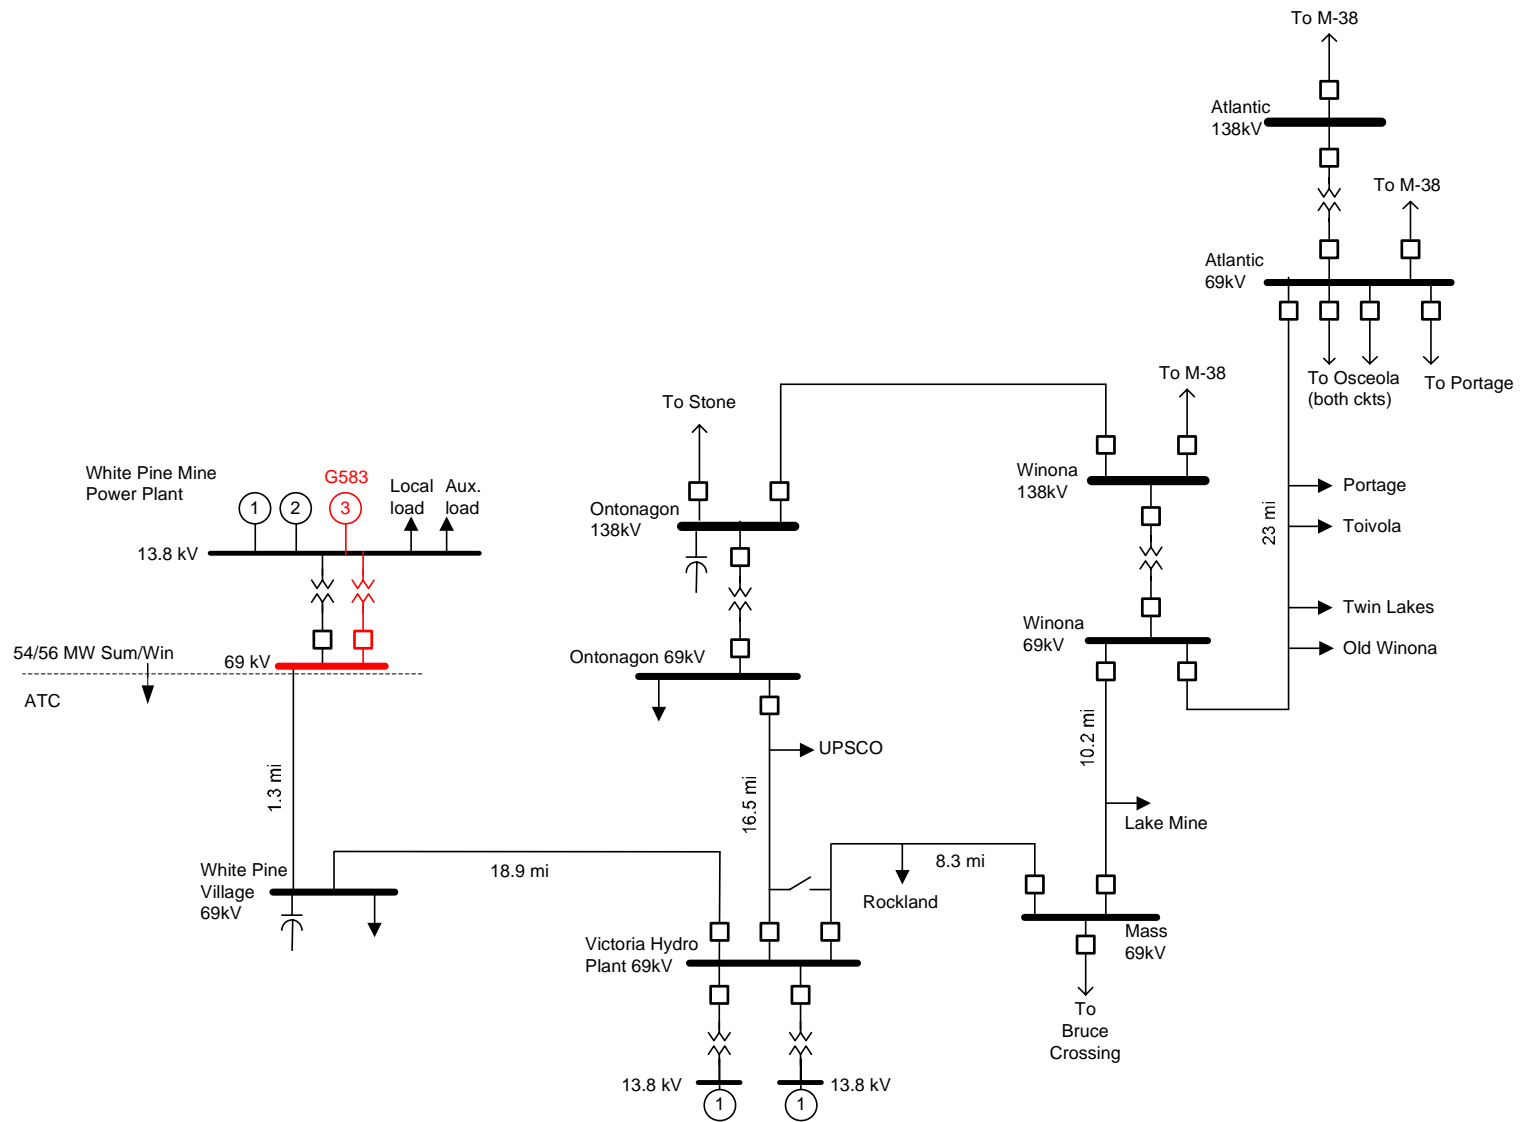 To M-38
Atlantic
138kV
To M-38
Atlantic
69kV
To Osceola
(both ckts)
To Portage
To M-38
To Stone
Winona
138kV
23 mi
Portage
Toivola
Twin Lakes
Old Winona
White Pine Mine
Power Plant
G583
1
2
3
Local
load
Aux.
load
13.8 kV
Ontonagon
138kV
Winona
69kV
54/56 MW Sum/Win
69 kV
ATC
Ontonagon 69kV
UPSCO
10.2 mi
1.3 mi
16.5 mi
Lake Mine
White Pine
Village
69kV
18.9 mi
8.3 mi
Rockland
Victoria Hydro
Plant 69kV
Mass
69kV
To
Bruce
Crossing
13.8 kV
1
1
13.8 kV